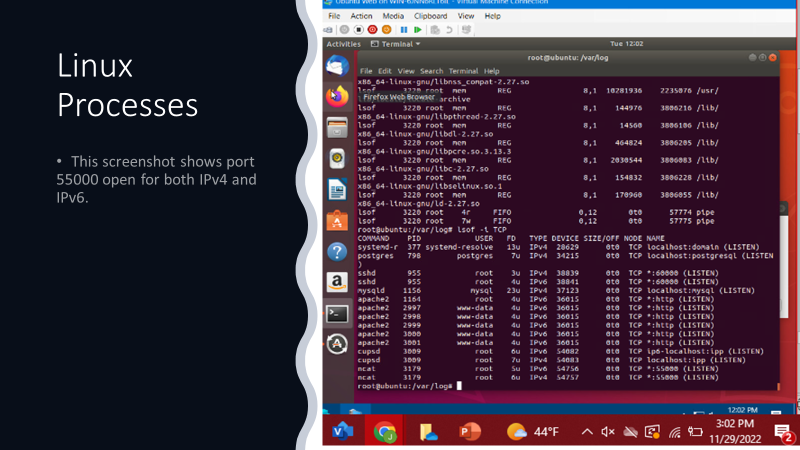 Linux
Processes
• This screenshot shows port
55000 open for both IPv4 and
IPv6.
Virtual Machine Connection
File Action Media Clipboard View Help
Activities Terminal Tue 12:02
root@ubuntu: /var/log
File Edit View Search Terminal Help
x86_64-linux-gnu/libnss_compat-2.27.so
lsof 3220 root mem REG 8,1 10281936 2235076 /usr/
Firefox Web Browser archive
lsof 3220 root mem REG 8,1 144976 3806216 /lib/
x86_64-linux-gnu/libpthread-2.27.so
lsof 3220 root mem REG 8,1 14560 3806106 /lib/
x86_64-linux-gnu/libdl-2.27.so
lsof 3220 root mem REG 8,1 464824 3806205 /lib/
x86_64-linux-gnu/libpcre.so.3.13.3
lsof 3220 root mem REG 8,1 2030544 3806083 /lib/
x86_64-linux-gnu/libc-2.27.so
lsof 3220 root mem REG 8,1 154832 3806228 /lib/
x86_64-linux-gnu/libselinux.so.1
lsof 3220 root mem REG 8,1 170960 3806055 /lib/
x86_64-linux-gnu/ld-2.27.so
lsof 3220 root 4r FIFO 0,12 0t0 57774 pipe
lsof 3220 root 7w FIFO 0,12 0t0 57775 pipe
root@ubuntu:/var/log# lsof -i TCP
COMMAND PID USER FD TYPE DEVICE SIZE/OFF NODE NAME
systemd-r 377 systemd-resolve 13u IPv4 28629 0t0 TCP localhost:domain (LISTEN)
postgres 798 postgres 7u IPv4 34215 0t0 TCP localhost:postgresql (LISTEN
)
sshd 955 root 3u IPv4 38839 0t0 TCP *:60000 (LISTEN)
sshd 955 root 4u IPv6 38841 0t0 TCP *:60000 (LISTEN)
mysqld 1156 mysql 23u IPv4 37123 0t0 TCP localhost:mysql (LISTEN)
apache2 1164 root 4u IPv6 36015 0t0 TCP *:http (LISTEN)
apache2 2997 www-data 4u IPv6 36015 0t0 TCP *:http (LISTEN)
apache2 2998 www-data 4u IPv6 36015 0t0 TCP *:http (LISTEN)
apache2 2999 www-data 4u IPv6 36015 0t0 TCP *:http (LISTEN)
apache2 3000 www-data 4u IPv6 36015 0t0 TCP *:http (LISTEN)
apache2 3001 www-data 4u IPv6 36015 0t0 TCP *:http (LISTEN)
cupsd 3009 root 6u IPv6 54082 0t0 TCP ip6-localhost:ipp (LISTEN)
cupsd 3009 root 7u IPv4 54083 0t0 TCP localhost:ipp (LISTEN)
ncat 3179 root 5u IPv6 54756 0t0 TCP *:55000 (LISTEN)
ncat 3179 root 6u IPv4 54757 0t0 TCP *:55000 (LISTEN)
root@ubuntu:/var/log#
12:02 PM
44°F
3:02 PM
11/29/2022
2